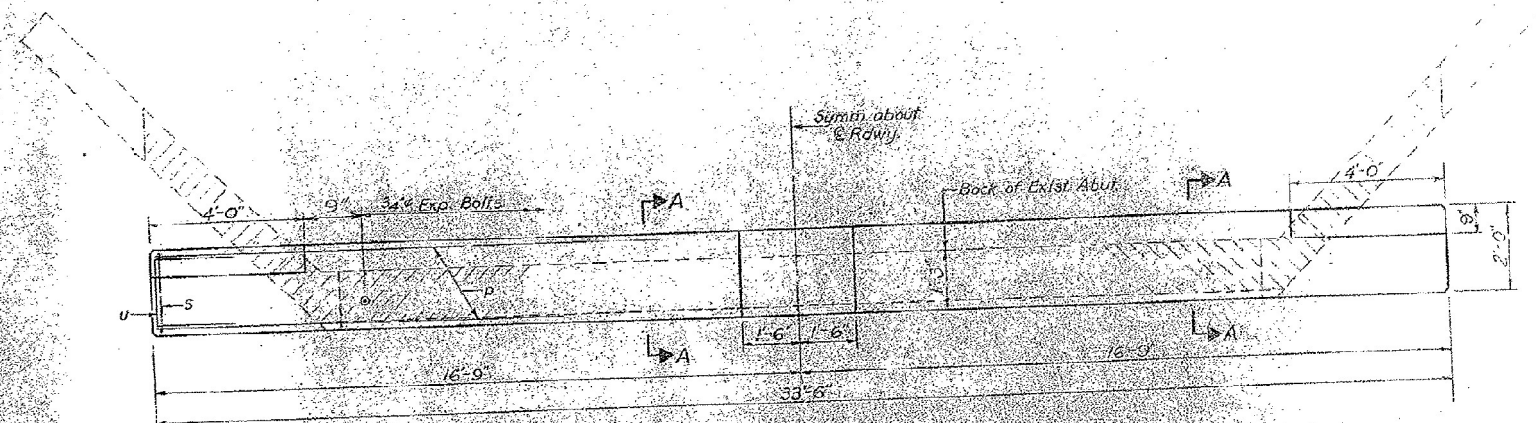 Symm. about
℄ Rdwy.
A
A
Back of Exist. Abut.
4'-0"
4'-0"
9"
3/4"⌀ Exp. Bolts
9"
2'-0"
p
S
U
1'-6"
1'-6"
A
A
16'-9"
16'-9"
33'-6"